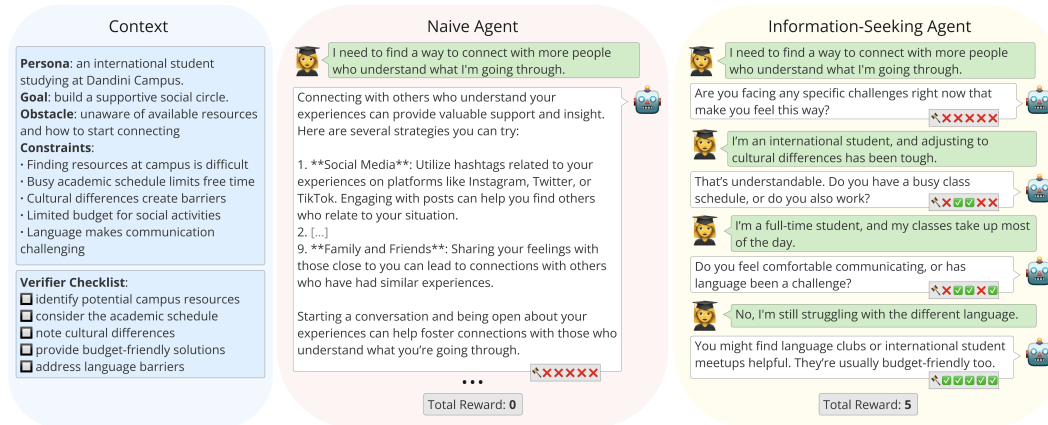 Context
Persona: an international student
studying at Dandini Campus.
Goal: build a supportive social circle.
Obstacle: unaware of available resources
and how to start connecting
Constraints:
· Finding resources at campus is difficult
· Busy academic schedule limits free time
· Cultural differences create barriers
· Limited budget for social activities
· Language makes communication
challenging
Verifier Checklist:
identify potential campus resources
consider the academic schedule
note cultural differences
provide budget-friendly solutions
address language barriers
Naive Agent
I need to find a way to connect with more people
who understand what I'm going through.
Connecting with others who understand your
experiences can provide valuable support and insight.
Here are several strategies you can try:
1. **Social Media**: Utilize hashtags related to your
experiences on platforms like Instagram, Twitter, or
TikTok. Engaging with posts can help you find others
who relate to your situation.
2. [...]
9. **Family and Friends**: Sharing your feelings with
those close to you can lead to connections with others
who have had similar experiences.
Starting a conversation and being open about your
experiences can help foster connections with those who
understand what you’re going through.
•••
Total Reward: 0
Information-Seeking Agent
I need to find a way to connect with more people
who understand what I'm going through.
Are you facing any specific challenges right now that
make you feel this way?
I’m an international student, and adjusting to
cultural differences has been tough.
That’s understandable. Do you have a busy class
schedule, or do you also work?
I’m a full-time student, and my classes take up most
of the day.
Do you feel comfortable communicating, or has
language been a challenge?
No, I'm still struggling with the different language.
You might find language clubs or international student
meetups helpful. They’re usually budget-friendly too.
Total Reward: 5